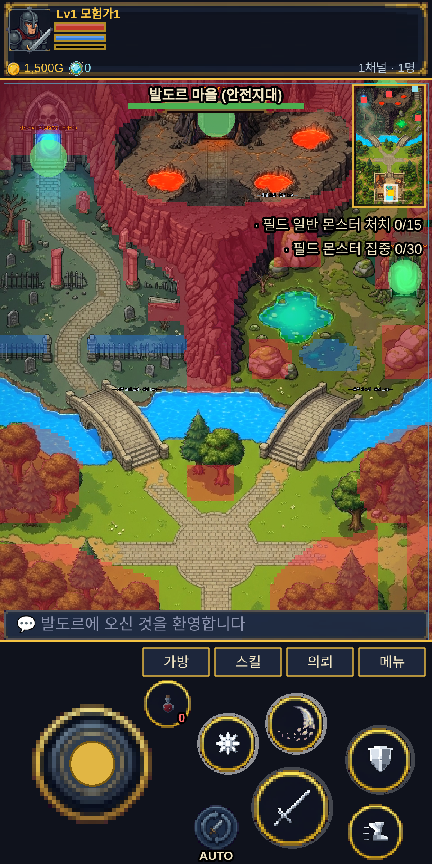 Lv1 모험가1
1,500G 0
1채널 · 1명
발도르 마을 (안전지대)
· 필드 일반 몬스터 처치 0/15
· 필드 몬스터 집중 0/30
💬 발도르에 오신 것을 환영합니다
가방
스킬
의뢰
메뉴
0
AUTO